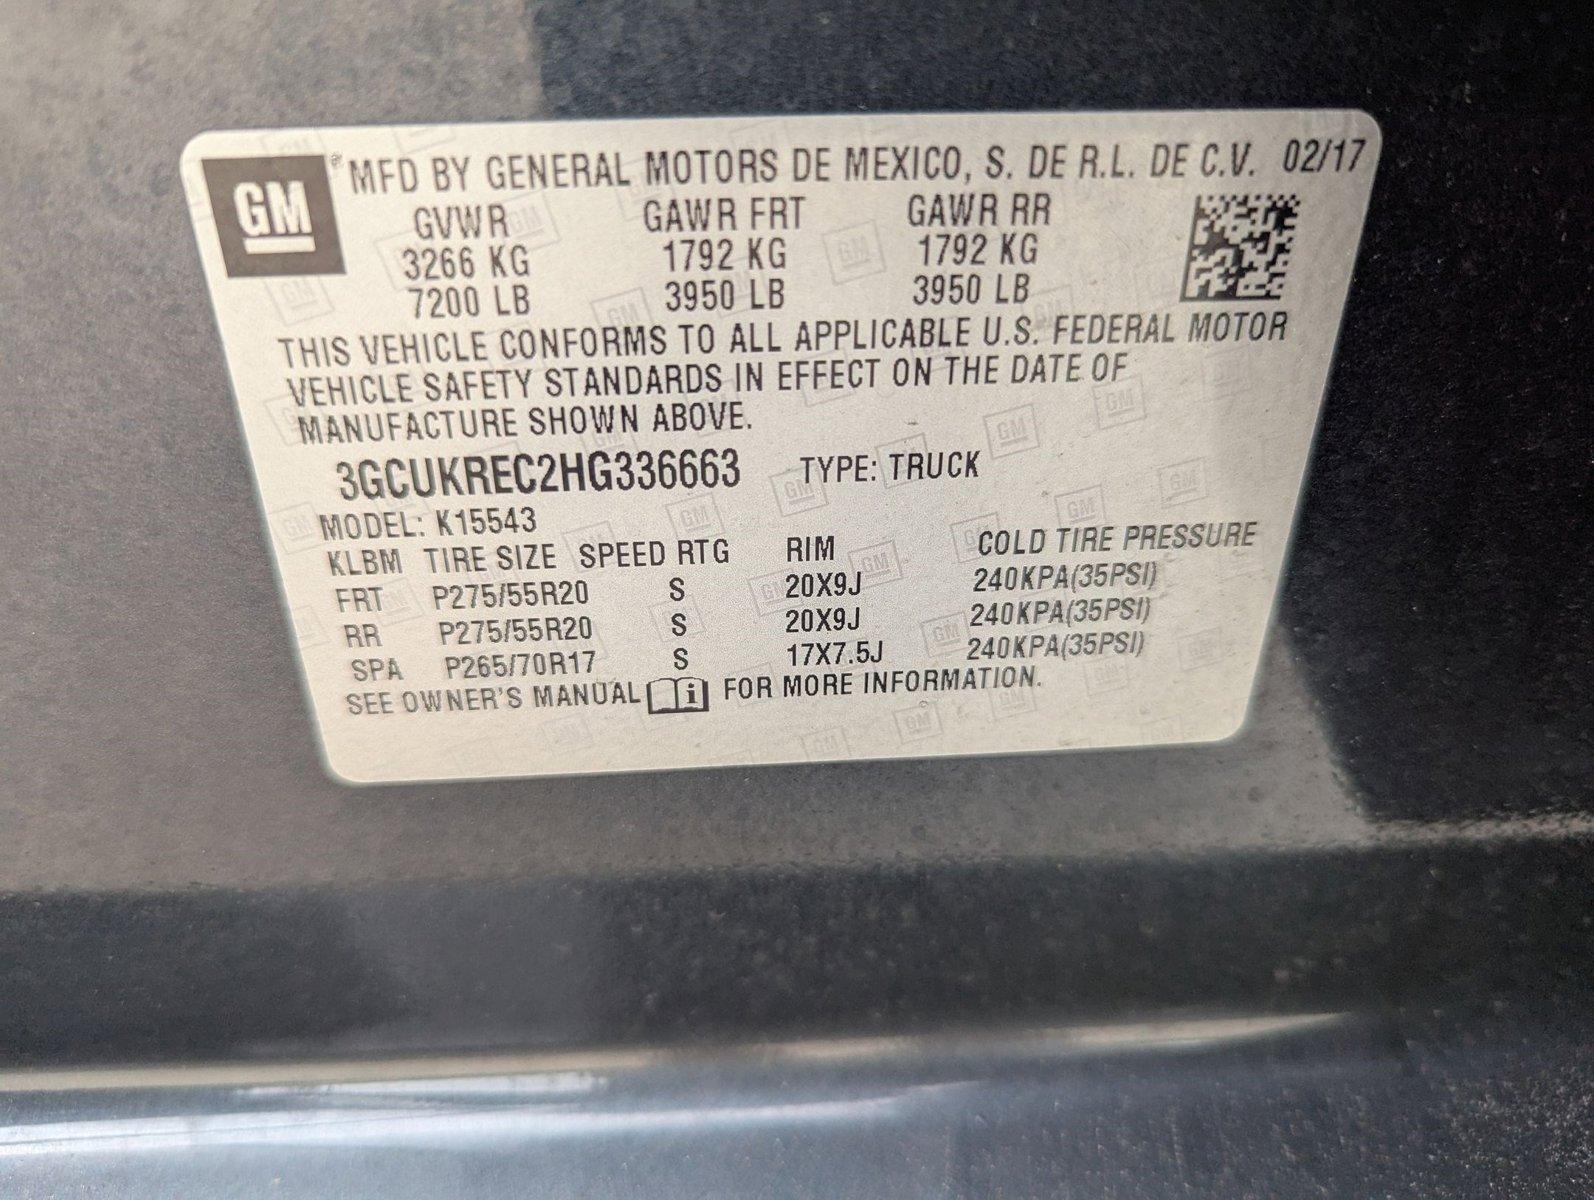 GM ® MFD BY GENERAL MOTORS DE MEXICO, S. DE R.L. DE C.V. 02/17
GVWR GAWR FRT GAWR RR
3266 KG 1792 KG 1792 KG
7200 LB 3950 LB 3950 LB
THIS VEHICLE CONFORMS TO ALL APPLICABLE U.S. FEDERAL MOTOR
VEHICLE SAFETY STANDARDS IN EFFECT ON THE DATE OF
MANUFACTURE SHOWN ABOVE.
3GCUKREC2HG336663 TYPE: TRUCK
MODEL: K15543
KLBM TIRE SIZE SPEED RTG RIM COLD TIRE PRESSURE
FRT P275/55R20 S 20X9J 240KPA(35PSI)
RR P275/55R20 S 20X9J 240KPA(35PSI)
SPA P265/70R17 S 17X7.5J 240KPA(35PSI)
SEE OWNER'S MANUAL i FOR MORE INFORMATION.